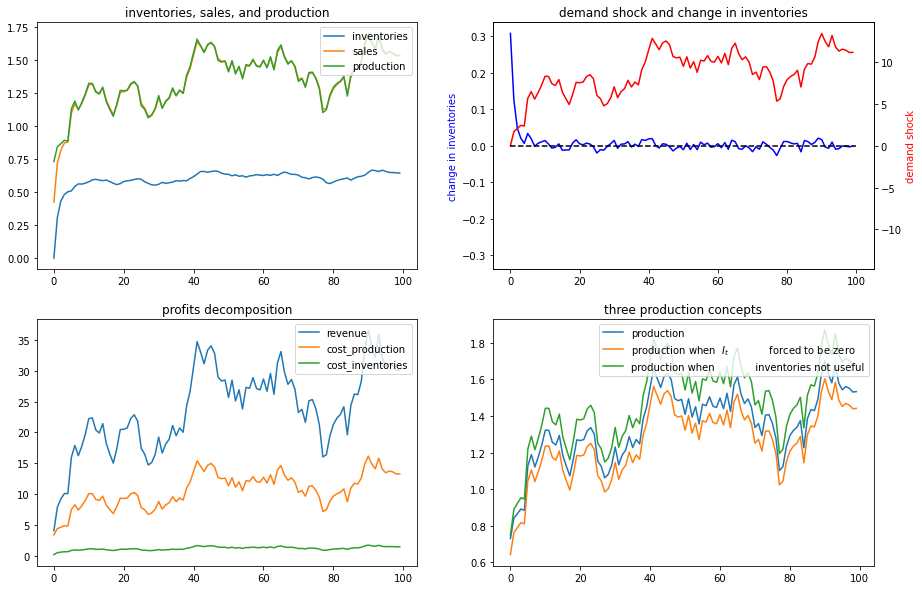 inventories, sales, and production
inventories
sales
production
1.75
1.50
1.25
1.00
0.75
0.50
0.25
0.00
0 20 40 60 80 100
demand shock and change in inventories
change in inventories
0.3
0.2
0.1
0.0
−0.1
−0.2
−0.3
10
5
0
−5
−10
demand shock
0 20 40 60 80 100
profits decomposition
revenue
cost_production
cost_inventories
35
30
25
20
15
10
5
0
0 20 40 60 80 100
three production concepts
production
production when I_t forced to be zero
production when inventories not useful
1.8
1.6
1.4
1.2
1.0
0.8
0.6
0 20 40 60 80 100